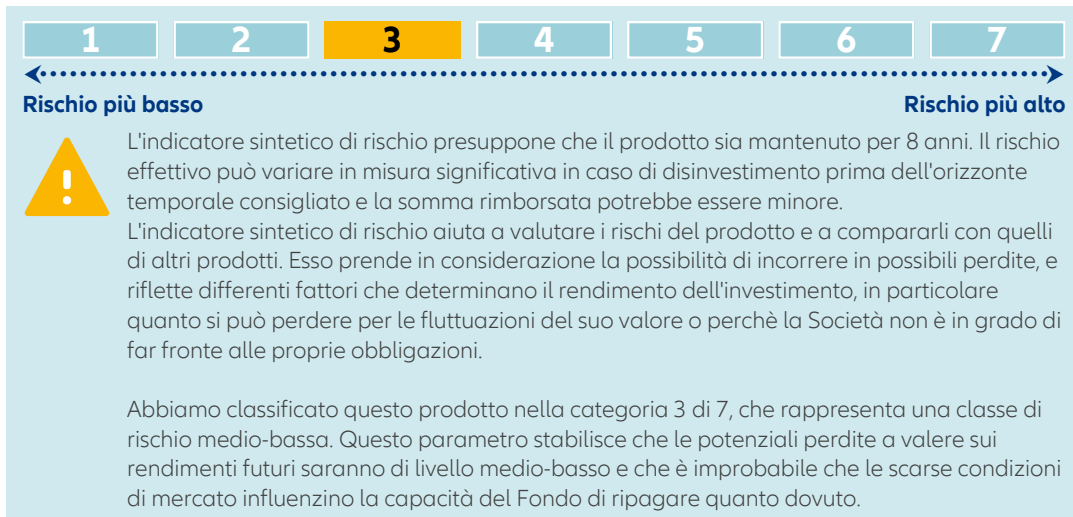 1 2 3 4 5 6 7
Rischio più basso Rischio più alto
L'indicatore sintetico di rischio presuppone che il prodotto sia mantenuto per 8 anni. Il rischio
effettivo può variare in misura significativa in caso di disinvestimento prima dell'orizzonte
temporale consigliato e la somma rimborsata potrebbe essere minore.
L'indicatore sintetico di rischio aiuta a valutare i rischi del prodotto e a compararli con quelli
di altri prodotti. Esso prende in considerazione la possibilità di incorrere in possibili perdite, e
riflette differenti fattori che determinano il rendimento dell'investimento, in particolare
quanto si può perdere per le fluttuazioni del suo valore o perchè la Società non è in grado di
far fronte alle proprie obbligazioni.
Abbiamo classificato questo prodotto nella categoria 3 di 7, che rappresenta una classe di
rischio medio-bassa. Questo parametro stabilisce che le potenziali perdite a valere sui
rendimenti futuri saranno di livello medio-basso e che è improbabile che le scarse condizioni
di mercato influenzino la capacità del Fondo di ripagare quanto dovuto.